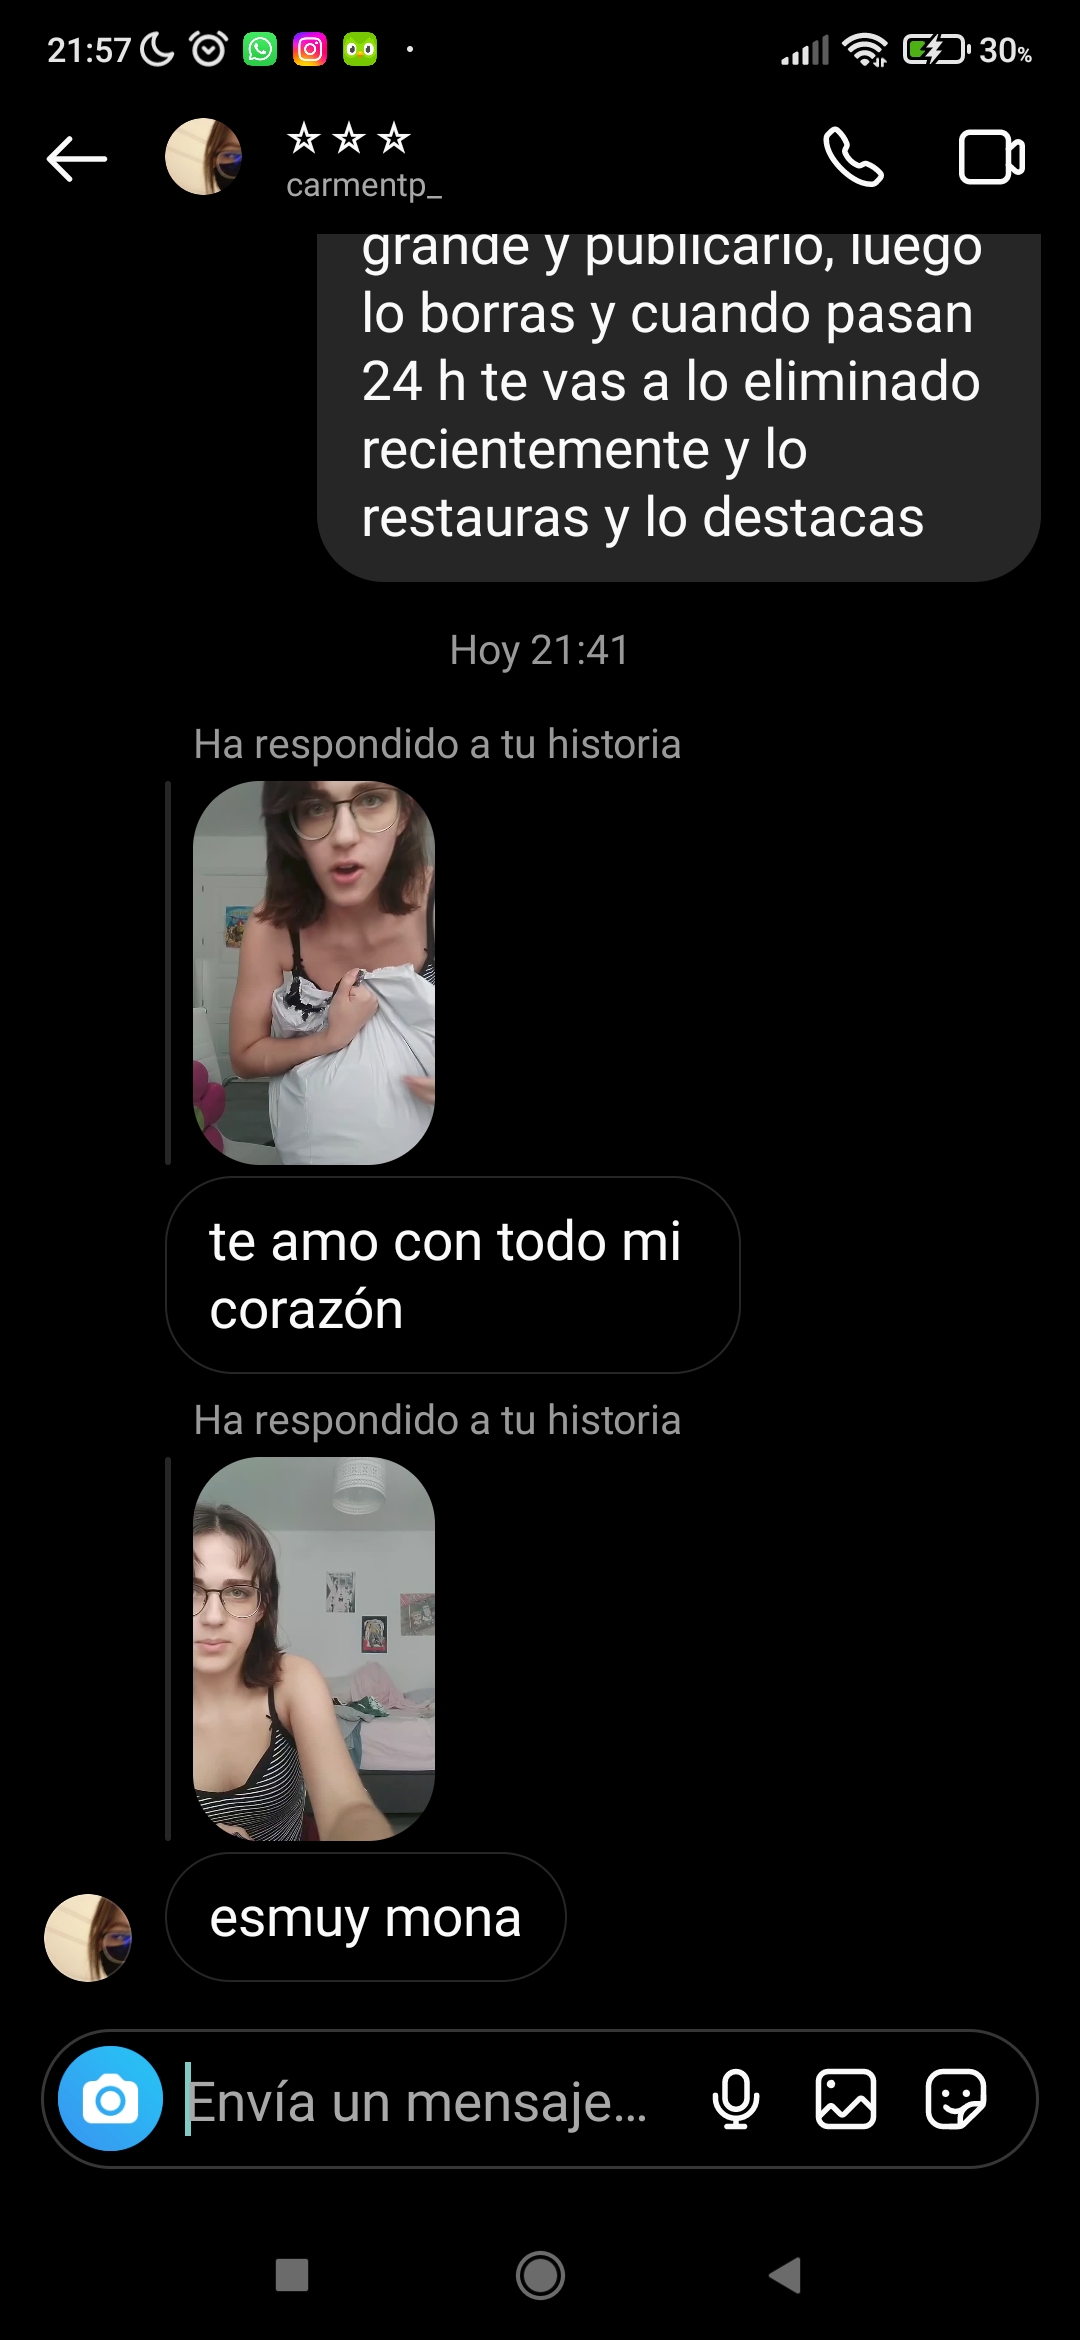 21:57
30%
☆☆☆
carmentp_
grande y publicarlo, luego
lo borras y cuando pasan
24 h te vas a lo eliminado
recientemente y lo
restauras y lo destacas
Hoy 21:41
Ha respondido a tu historia
te amo con todo mi
corazón
Ha respondido a tu historia
esmuy mona
Envía un mensaje...